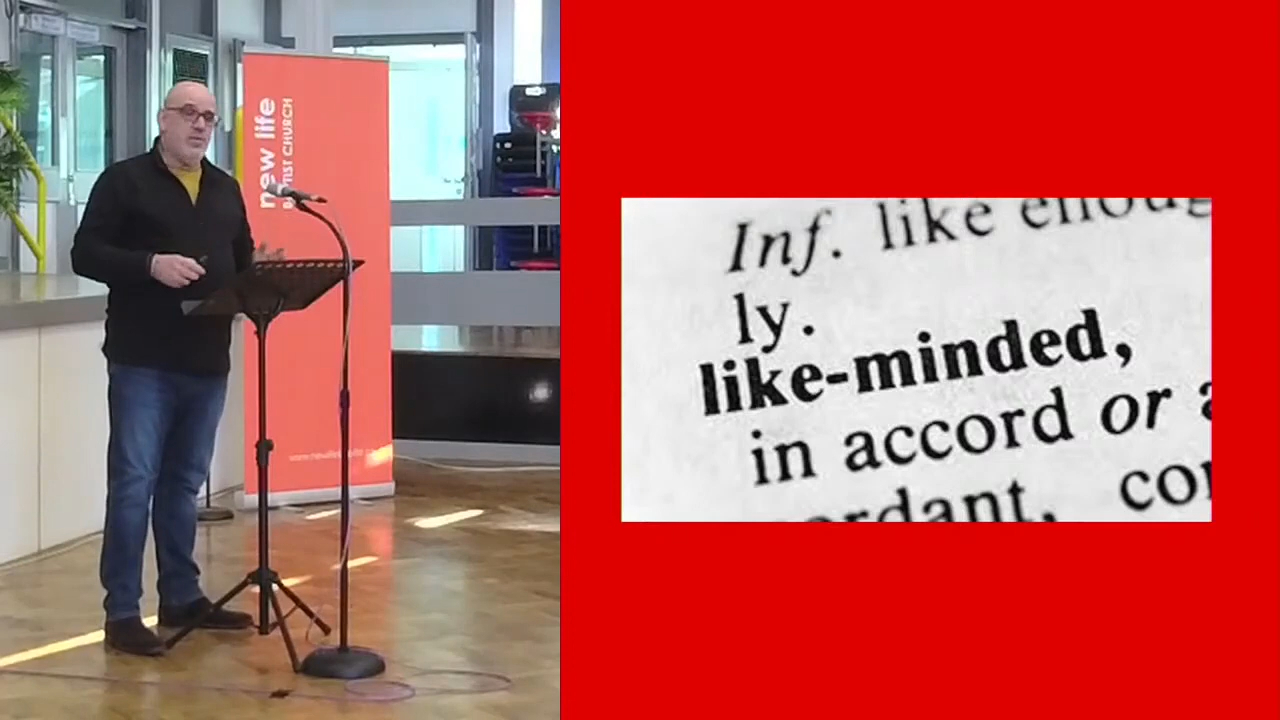 new life
BAPTIST CHURCH
Inf. like
ly.
like-minded,
in accord or